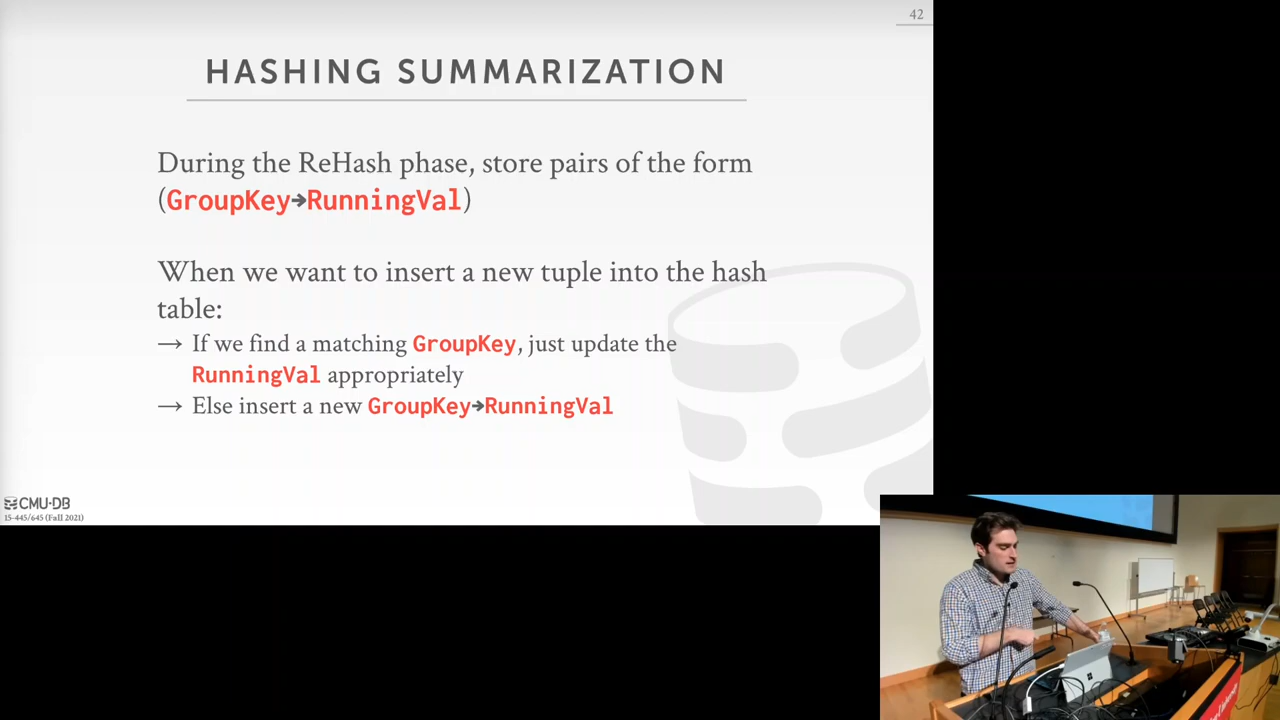 42
HASHING SUMMARIZATION
During the ReHash phase, store pairs of the form
(GroupKey→RunningVal)
When we want to insert a new tuple into the hash
table:
→ If we find a matching GroupKey, just update the
RunningVal appropriately
→ Else insert a new GroupKey→RunningVal
CMU·DB
15-445/645 (Fall 2021)